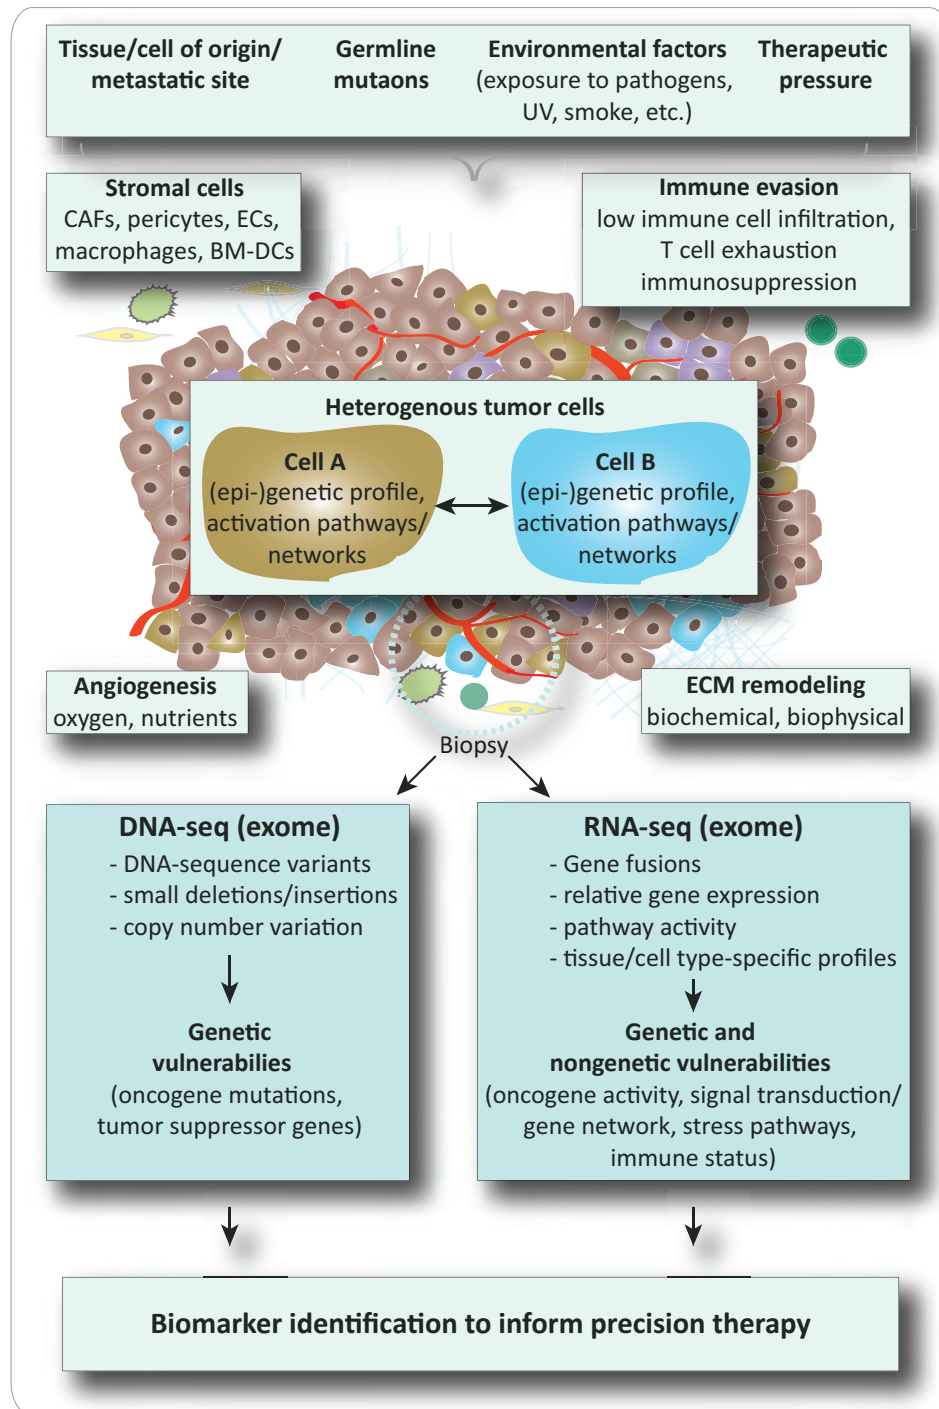 Tissue/cell of origin/
metastatic site
Germline
mutaons
Environmental factors
(exposure to pathogens,
UV, smoke, etc.)
Therapeutic
pressure
Stromal cells
CAFs, pericytes, ECs,
macrophages, BM-DCs
Immune evasion
low immune cell infiltration,
T cell exhaustion
immunosuppression
Heterogenous tumor cells
Cell A
(epi-)genetic profile,
activation pathways/
networks
Cell B
(epi-)genetic profile,
activation pathways/
networks
Angiogenesis
oxygen, nutrients
ECM remodeling
biochemical, biophysical
Biopsy
DNA-seq (exome)
- DNA-sequence variants
- small deletions/insertions
- copy number variation
Genetic
vulnerabilies
(oncogene mutations,
tumor suppressor genes)
RNA-seq (exome)
- Gene fusions
- relative gene expression
- pathway activity
- tissue/cell type-specific profiles
Genetic and
nongenetic vulnerabilities
(oncogene activity, signal transduction/
gene network, stress pathways,
immune status)
Biomarker identification to inform precision therapy